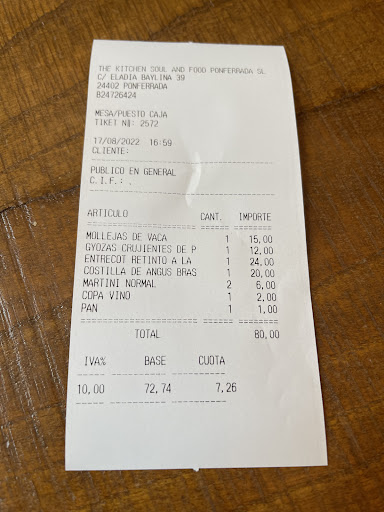 THE KITCHEN SOUL AND FOOD PONFERRADA SL
C/ ELADIA BAYLINA 39
24402 PONFERRADA
B24726424
MESA/PUESTO CAJA
TIKET Nº: 2572
17/08/2022 16:59
CLIENTE:
PUBLICO EN GENERAL
C.I.F.: .
ARTICULO CANT. IMPORTE
MOLLEJAS DE VACA 1 15,00
GYOZAS CRUJIENTES DE P 1 12,00
ENTRECOT RETINTO A LA 1 24,00
COSTILLA DE ANGUS BRAS 1 20,00
MARTINI NORMAL 2 6,00
COPA VINO 1 2,00
PAN 1 1,00
TOTAL 80,00
IVA% BASE CUOTA
10,00 72,74 7,26